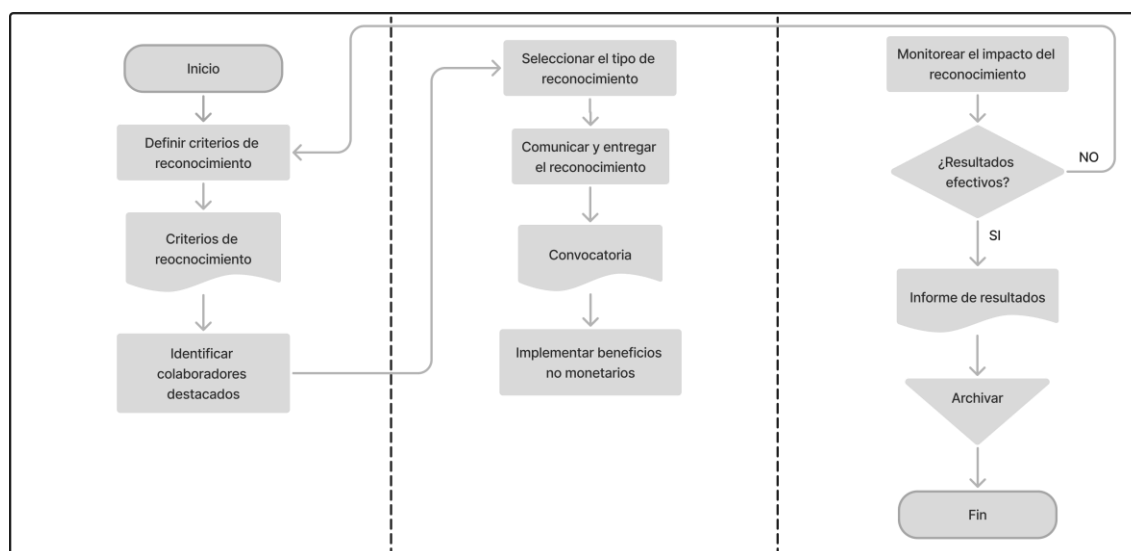 Inicio
Definir criterios de
reconocimiento
Criterios de
reocnocimiento
Identificar
colaboradores
destacados
Seleccionar el tipo de
reconocimiento
Comunicar y entregar
el reconocimiento
Convocatoria
Implementar beneficios
no monetarios
Monitorear el impacto del
reconocimiento
¿Resultados
efectivos?
NO
SI
Informe de resultados
Archivar
Fin